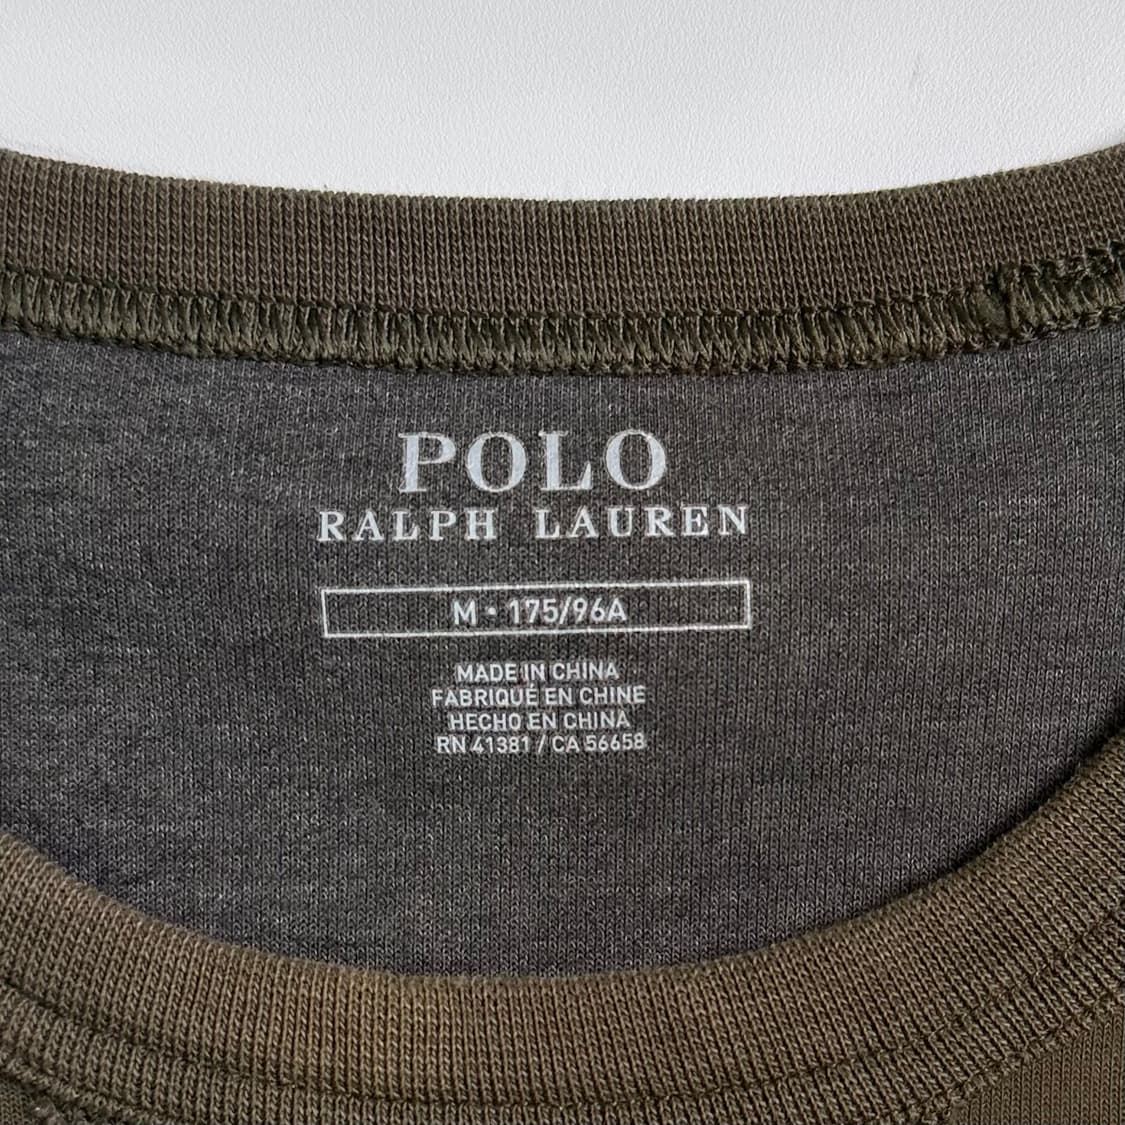 POLO
RALPH LAUREN
M · 175/96A
MADE IN CHINA
FABRIQUÉ EN CHINE
HECHO EN CHINA
RN 41381 / CA 56658